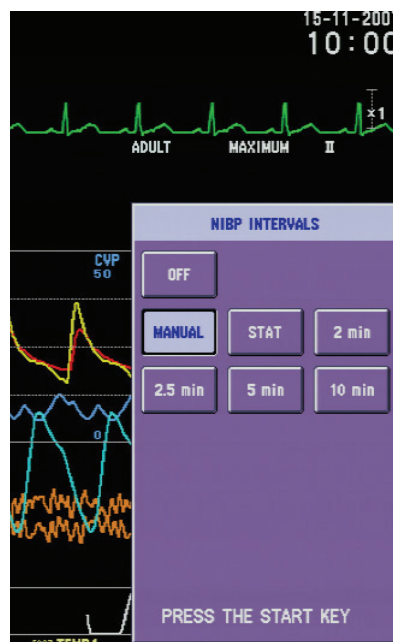 15-11-200
10:00
×1
ADULT MAXIMUM II
NIBP INTERVALS
CVP
50
OFF
MANUAL STAT 2 min
2.5 min 5 min 10 min
0
PRESS THE START KEY